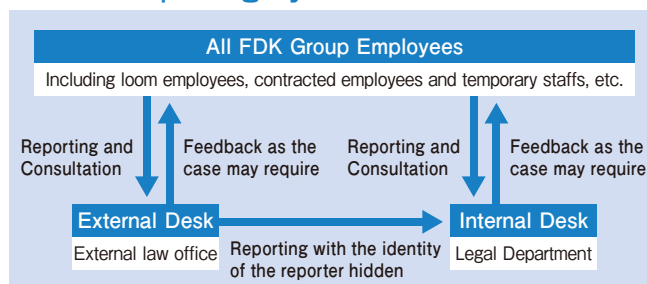 All FDK Group Employees
Including loom employees, contracted employees and temporary staffs, etc.
Reporting and
Consultation
Feedback as the
case may require
Reporting and
Consultation
Feedback as the
case may require
External Desk
External law office
Reporting with the identity
of the reporter hidden
Internal Desk
Legal Department